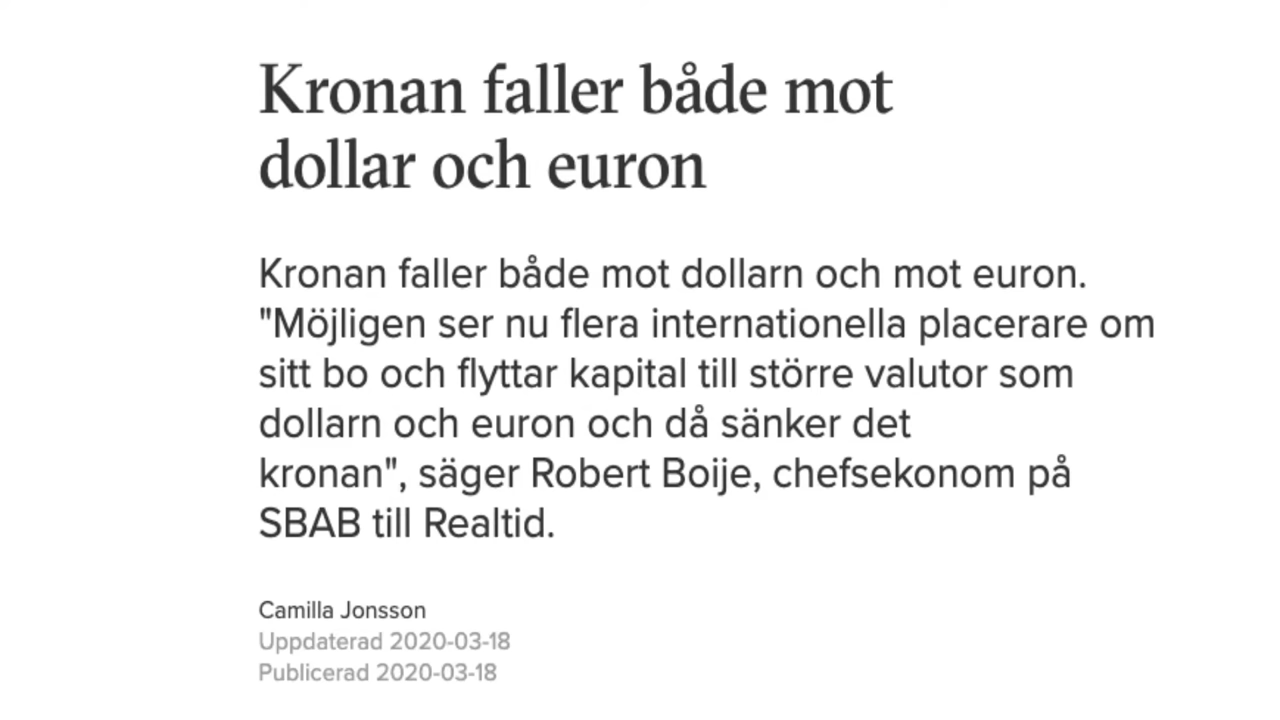 Kronan faller både mot
dollar och euron
Kronan faller både mot dollarn och mot euron.
"Möjligen ser nu flera internationella placerare om
sitt bo och flyttar kapital till större valutor som
dollarn och euron och då sänker det
kronan", säger Robert Boije, chefsekonom på
SBAB till Realtid.
Camilla Jonsson
Uppdaterad 2020-03-18
Publicerad 2020-03-18